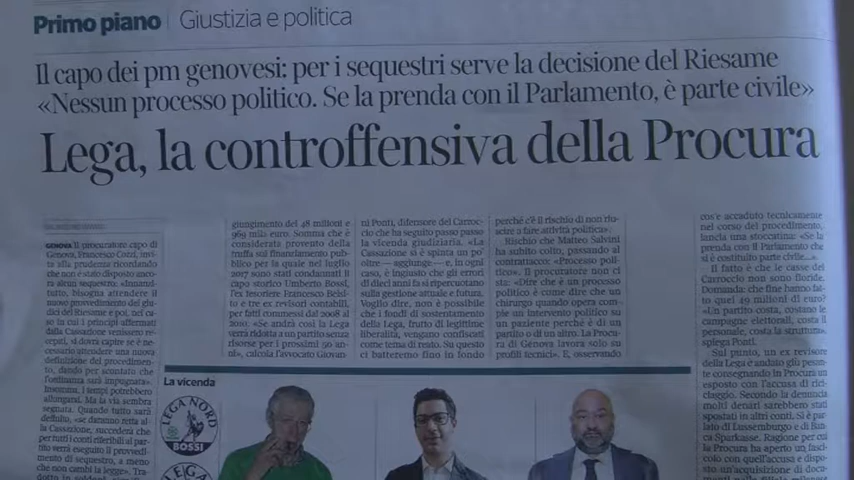 Primo piano | Giustizia e politica
Il capo dei pm genovesi: per i sequestri serve la decisione del Riesame
«Nessun processo politico. Se la prenda con il Parlamento, è parte civile»
Lega, la controffensiva della Procura
GENOVA Il procuratore capo di
Genova, Francesco Cozzi, invi-
ta alla prudenza ricordando
che non è stato disposto anco-
ra alcun sequestro: «Innanzi-
tutto, bisogna attendere il
nuovo provvedimento dei giu-
dici del Riesame e poi, nel ca-
so in cui i principi affermati
dalla Cassazione venissero re-
cepiti, si dovrà capire se è ne-
cessario attendere una nuova
definizione del procedimen-
to, dando per scontato che
l'ordinanza sarà impugnata».
Insomma, i tempi potrebbero
allungarsi. Ma la via sembra
segnata. Quando tutto sarà
definito, «se daranno retta al-
la Cassazione, succederà che
per tutti i conti riferibili al par-
tito sarà eseguito il provvedi-
mento di sequestro, a meno
che non cambi la legge». Tra-
giungimento dei 48 milioni e
969 mila euro. Somma che è
considerata provento della
truffa sul finanziamento pub-
blico per la quale nel luglio
2017 sono stati condannati il
capo storico Umberto Bossi,
l'ex tesoriere Francesco Belsi-
to e tre ex revisori contabili,
per fatti commessi dal 2008 al
2010. «Se andrà così la Lega
verrà ridotta a un partito senza
risorse per i prossimi 50 an-
ni», calcola l'avvocato Giovan-
ni Ponti, difensore del Carroc-
cio che ha seguito passo passo
la vicenda giudiziaria. «La
Cassazione si è spinta un po'
oltre — aggiunge —, e, in ogni
caso, è ingiusto che gli errori
di dieci anni fa si ripercuotano
sulla gestione attuale e futura.
Voglio dire, non è possibile
che i fondi di sostentamento
della Lega, frutto di legittime
liberalità, vengano confiscati
come tema di reato. Su questo
ci batteremo fino in fondo
perché c'è il rischio di non riu-
scire a fare attività politica».
Rischio che Matteo Salvini
ha subito colto, passando al
contrattacco: «Processo poli-
tico». Il procuratore non ci
sta: «Dire che è un processo
politico è come dire che un
chirurgo quando opera com-
pie un intervento politico su
un paziente perché è di un
partito o di un altro. La Procu-
ra di Genova lavora solo su
profili tecnici». E, osservando
cos'è accaduto tecnicamente
nel corso del procedimento,
lancia una stoccatina: «Se la
prenda con il Parlamento che
si è costituito parte civile...».
Il fatto è che le casse del
Carroccio non sono floride.
Domanda: che fine hanno fat-
to quei 49 milioni di euro?
«Un partito costa, costano le
campagne elettorali, costa il
personale, costa la struttura»,
spiega Ponti.
Sul punto, un ex revisore
della Lega è andato giù pesan-
te consegnando in Procura un
esposto con l'accusa di rici-
claggio. Secondo la denuncia
molti denari sarebbero stati
spostati in altri conti. Si è par-
lato di Lussemburgo e di Ban-
ca Sparkasse. Ragione per cui
la Procura ha aperto un fasci-
colo con quell'accusa e dispo-
sto un'acquisizione di docu-
La vicenda
LEGA NORD
BOSSI
LEGA